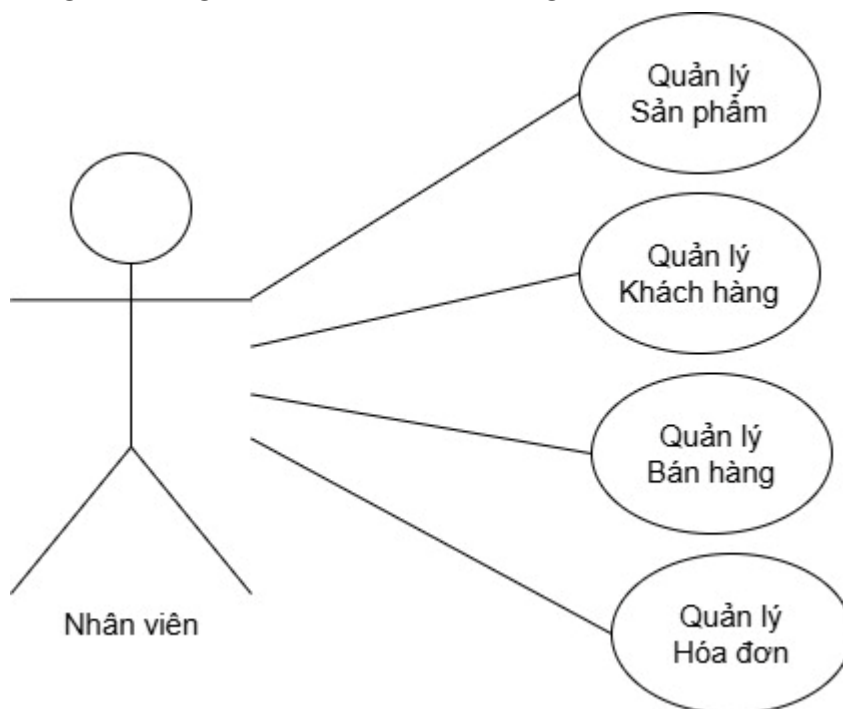 Quản lý
Sản phẩm
Quản lý
Khách hàng
Quản lý
Bán hàng
Nhân viên
Quản lý
Hóa đơn